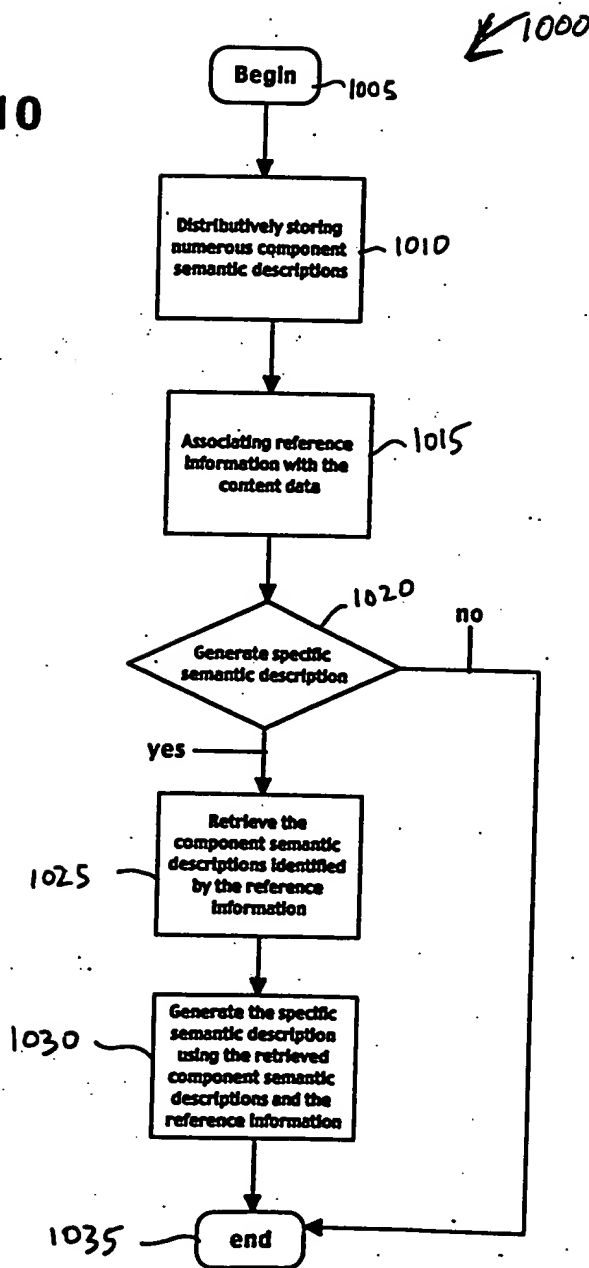 1000
Begin
1005
10
Distributively storing
numerous component
semantic descriptions
1010
Associating reference
information with the
content data
1015
1020
no
Generate specific
semantic description
yes
Retrieve the
component semantic
descriptions identified
by the reference
information
1025
Generate the specific
semantic description
using the retrieved
component semantic
descriptions and the
reference information
1030
end
1035